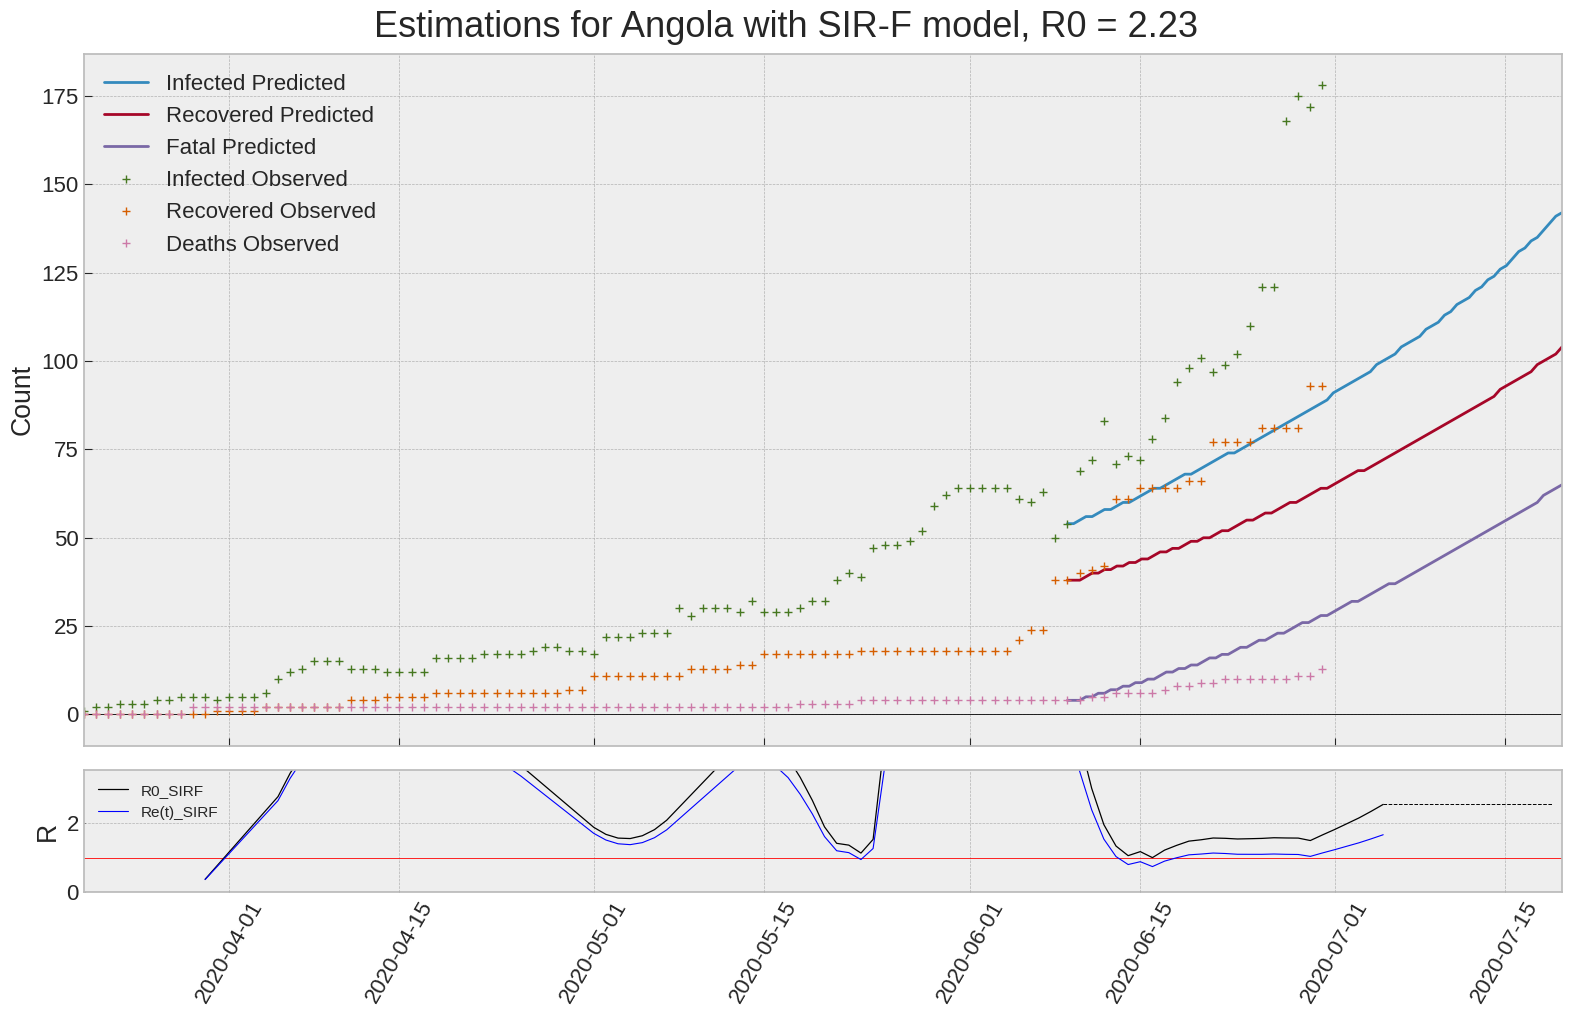 Estimations for Angola with SIR-F model, R0 = 2.23
Infected Predicted
Recovered Predicted
Fatal Predicted
Infected Observed
Recovered Observed
Deaths Observed
Count
175
150
125
100
75
50
25
0
R0_SIRF
Re(t)_SIRF
R
2
0
2020-04-01
2020-04-15
2020-05-01
2020-05-15
2020-06-01
2020-06-15
2020-07-01
2020-07-15